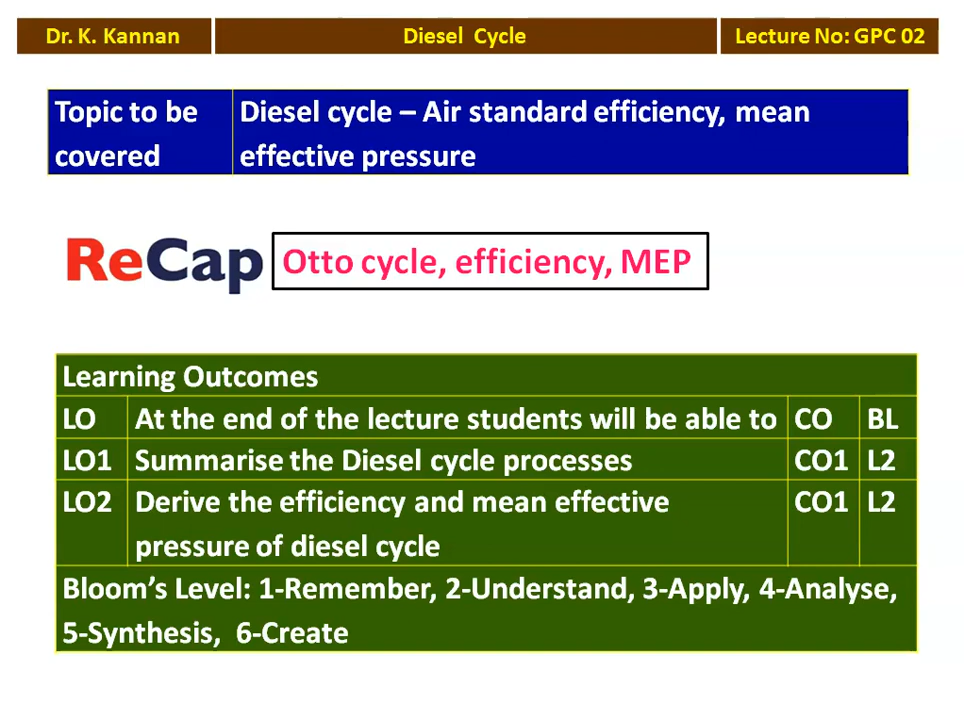 Dr. K. Kannan
Diesel Cycle
Lecture No: GPC 02
Topic to be covered
Diesel cycle – Air standard efficiency, mean
effective pressure
ReCap
Otto cycle, efficiency, MEP
Learning Outcomes
LO At the end of the lecture students will be able to CO BL
LO1 Summarise the Diesel cycle processes CO1 L2
LO2 Derive the efficiency and mean effective CO1 L2
pressure of diesel cycle
Bloom's Level: 1-Remember, 2-Understand, 3-Apply, 4-Analyse,
5-Synthesis, 6-Create